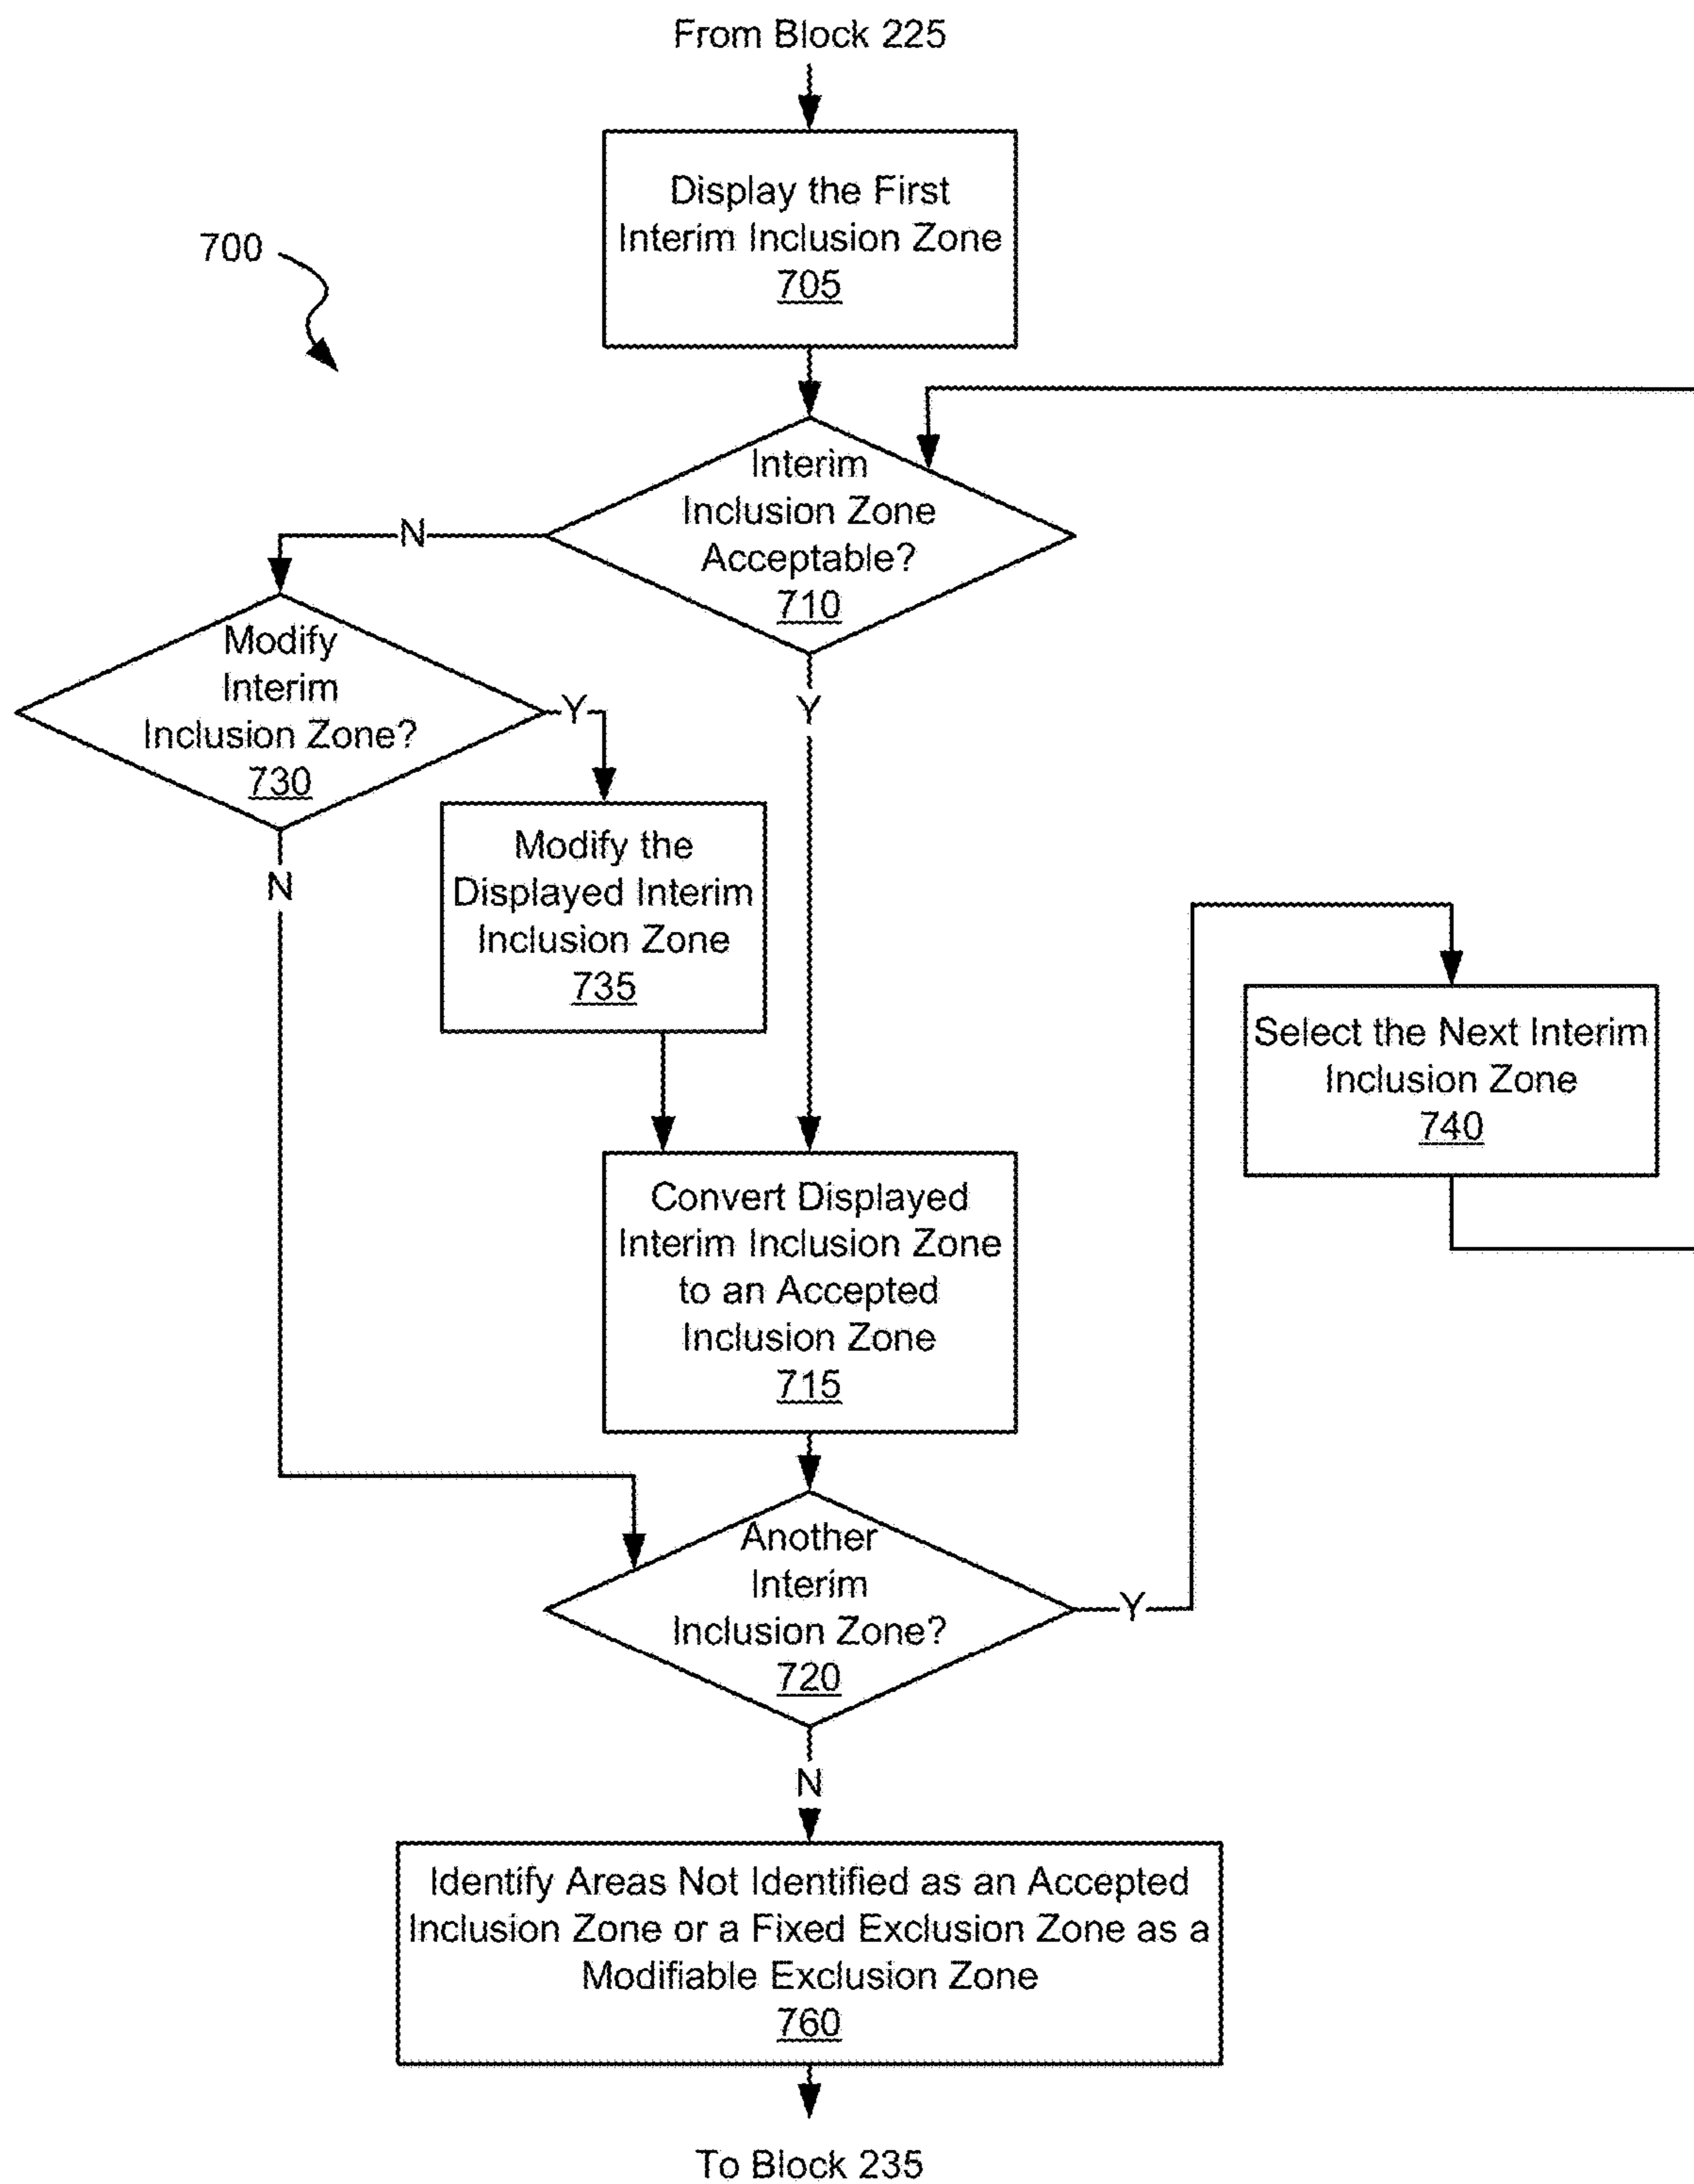 From Block 225
Display the First
Interim Inclusion Zone
705
700
Interim
Inclusion Zone
Acceptable?
710
N
Modify
Interim
Inclusion Zone?
730
Y
Y
N
Modify the
Displayed Interim
Inclusion Zone
735
Select the Next Interim
Inclusion Zone
740
Convert Displayed
Interim Inclusion Zone
to an Accepted
Inclusion Zone
715
Another
Interim
Inclusion Zone?
720
Y
N
Identify Areas Not Identified as an Accepted
Inclusion Zone or a Fixed Exclusion Zone as a
Modifiable Exclusion Zone
760
To Block 235